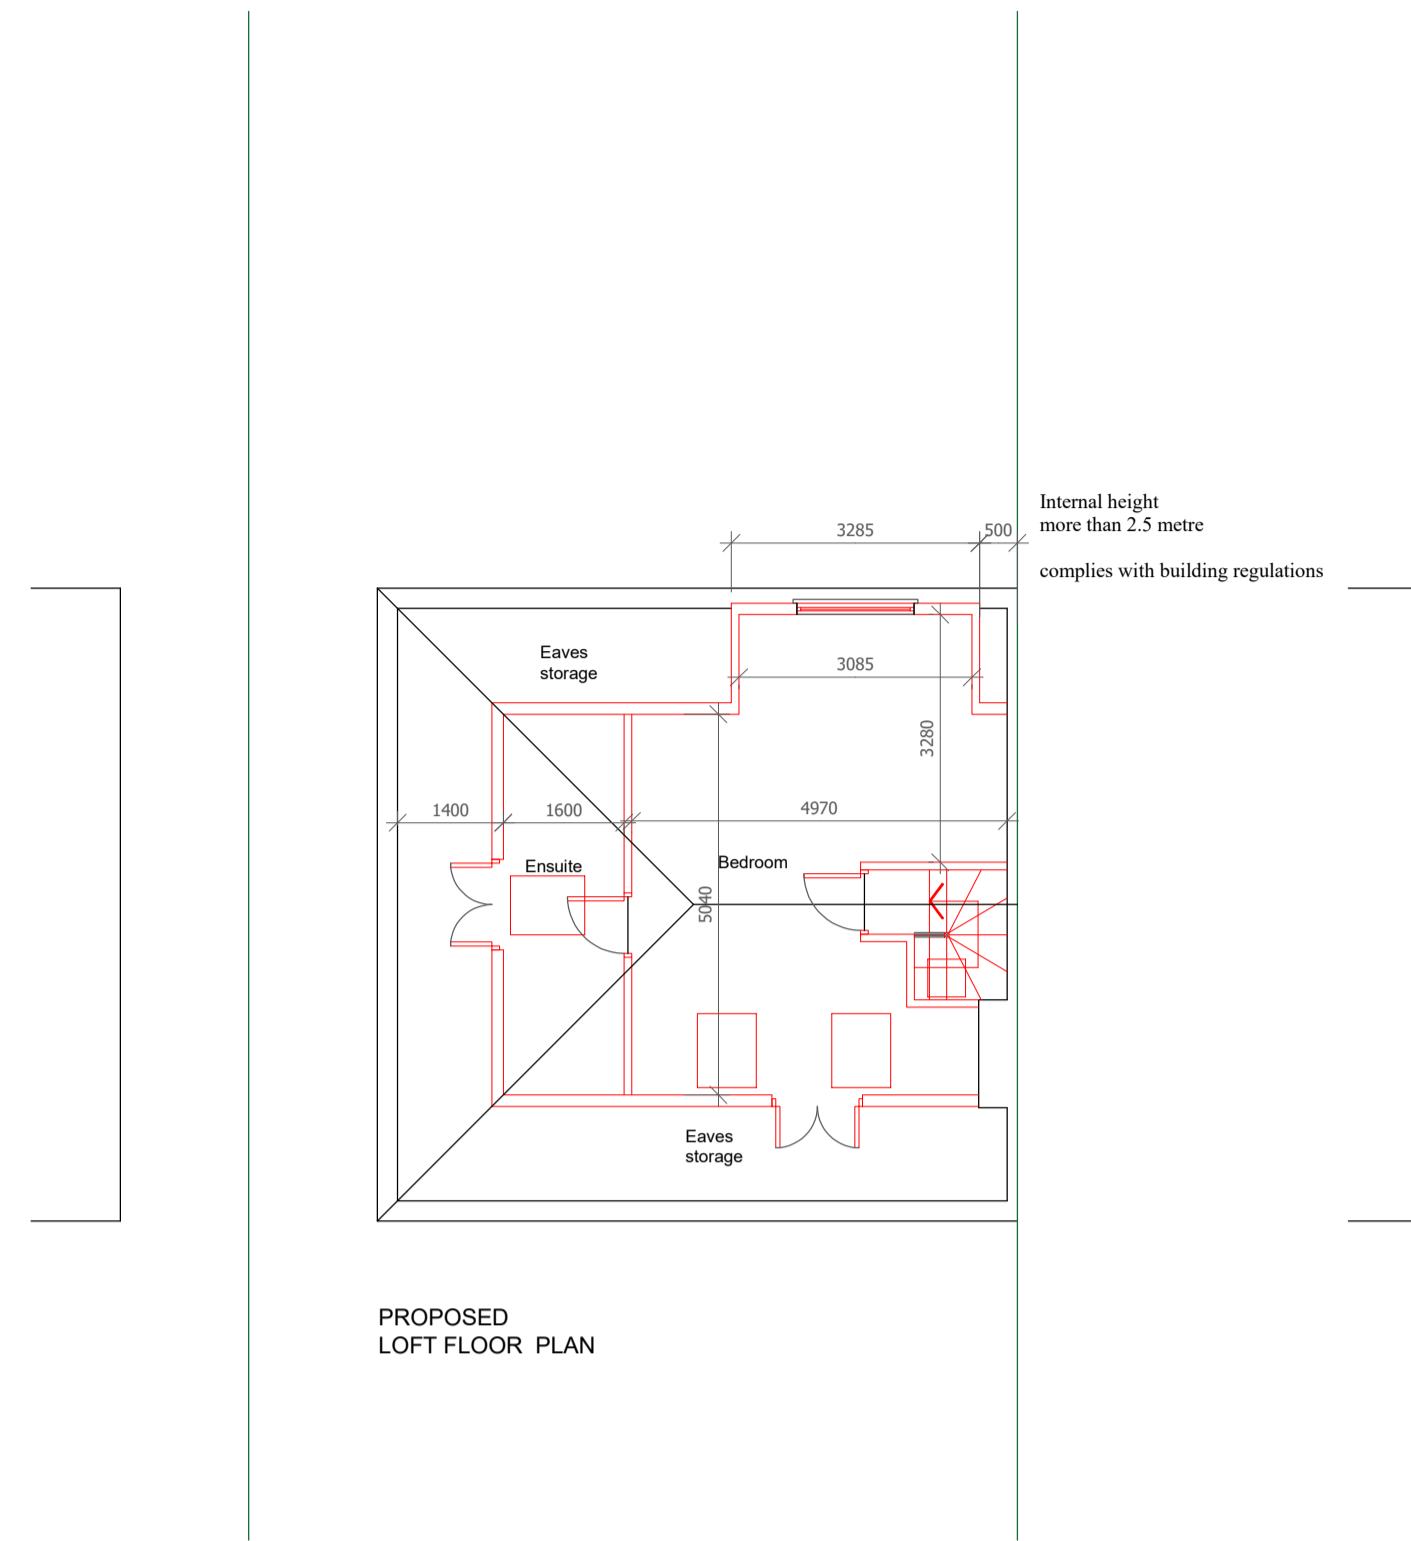 Internal height
more than 2.5 metre
complies with building regulations
3285
500
Eaves
storage
3085
3280
1400
1600
4970
Ensuite
Bedroom
5040
Eaves
storage
PROPOSED
LOFT FLOOR PLAN